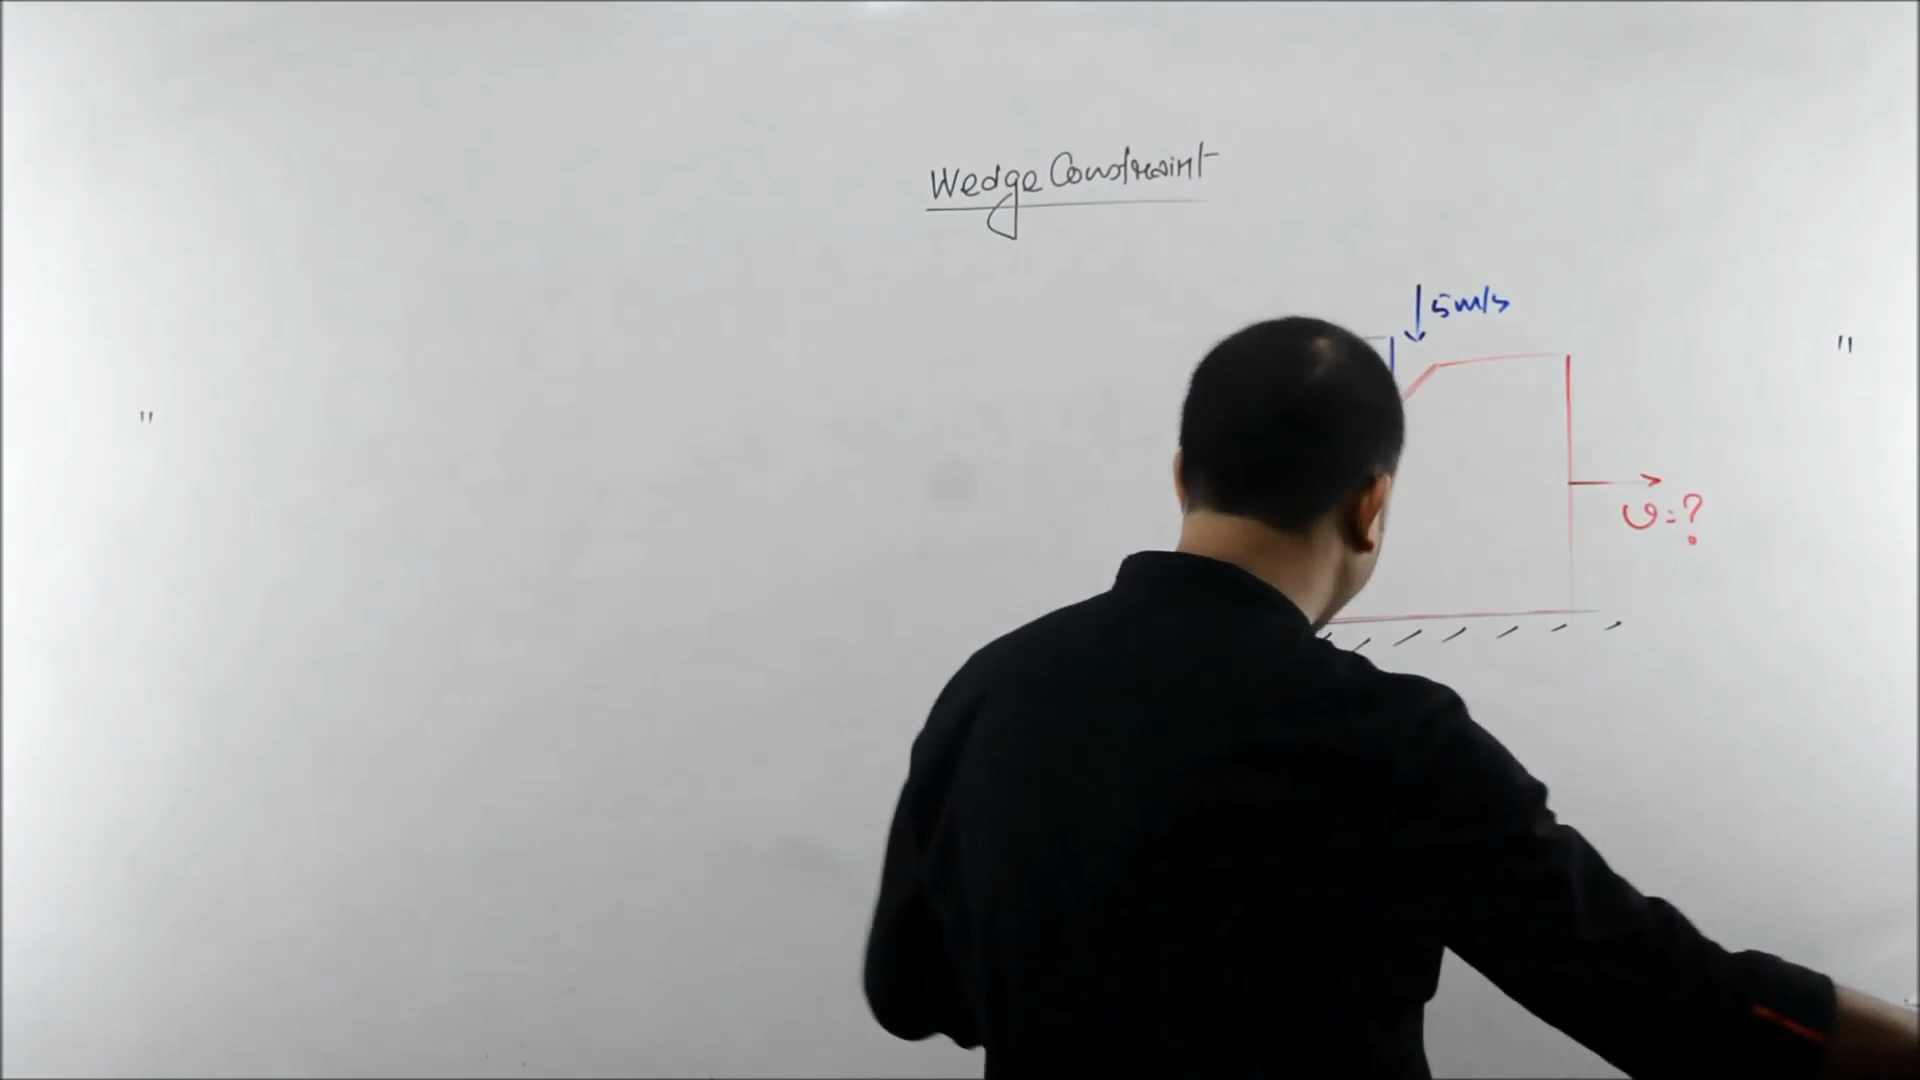 Wedge Constraint
5m/s
"
"
v=?